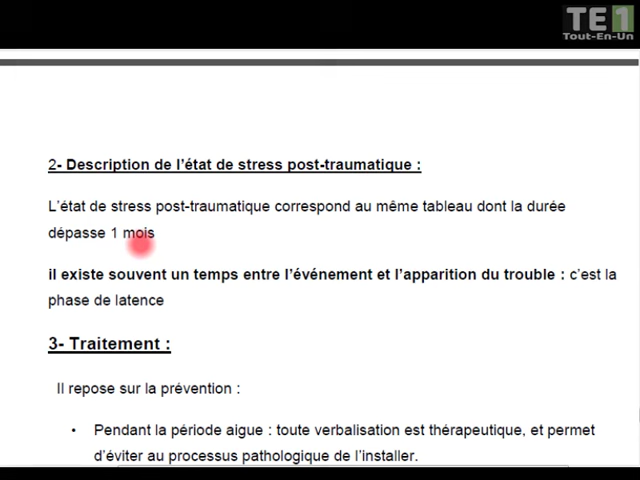 TE1
Tout-En-Un
2- Description de l'état de stress post-traumatique :
L'état de stress post-traumatique correspond au même tableau dont la durée
dépasse 1 mois
il existe souvent un temps entre l'événement et l'apparition du trouble : c'est la
phase de latence
3- Traitement :
Il repose sur la prévention :
• Pendant la période aigue : toute verbalisation est thérapeutique, et permet
d'éviter au processus pathologique de l'installer.